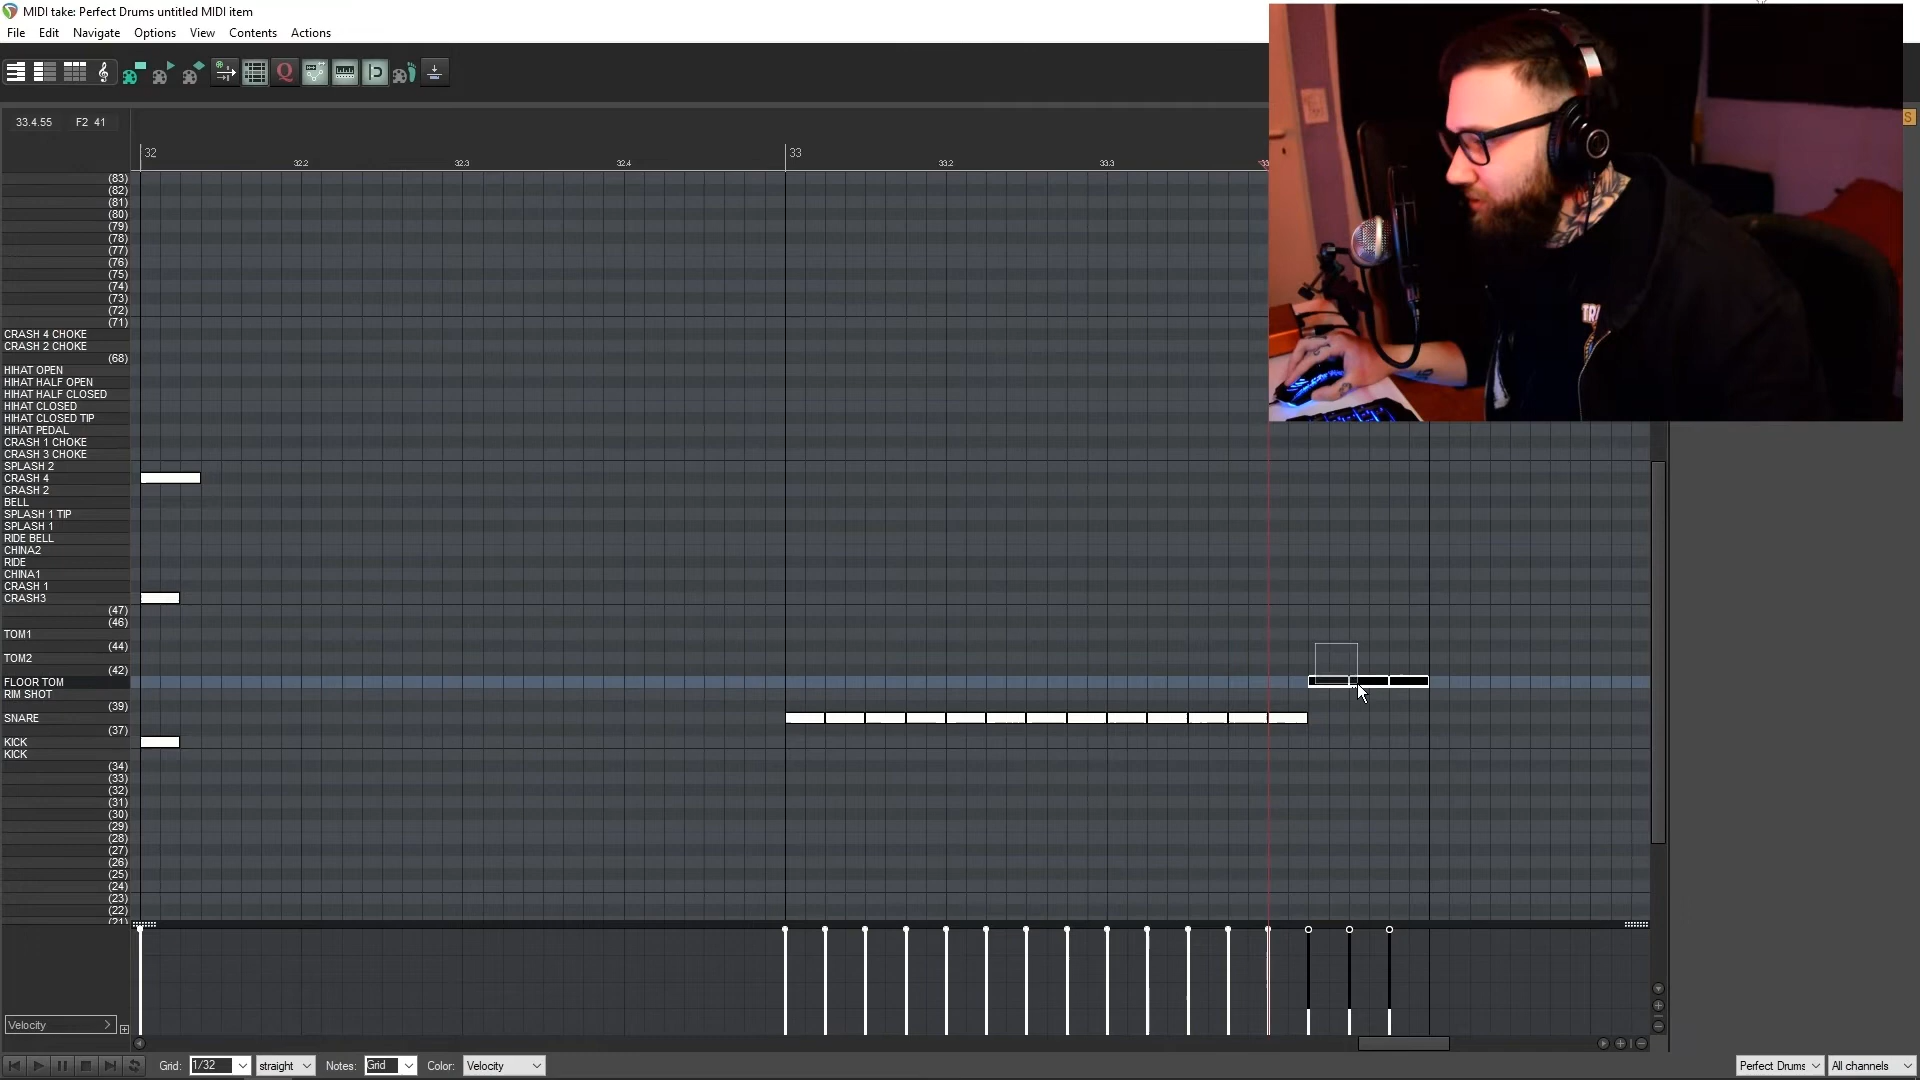 MIDI take: Perfect Drums untitled MIDI item
File Edit Navigate Options View Contents Actions
33.4.55 F2 41
32 32.2 32.3 32.4 33 33.2 33.3
S
(83)
(82)
(81)
(80)
(79)
(78)
(77)
(76)
(75)
(74)
(73)
(72)
(71)
CRASH 4 CHOKE
CRASH 2 CHOKE
(68)
HIHAT OPEN
HIHAT HALF OPEN
HIHAT HALF CLOSED
HIHAT CLOSED
HIHAT CLOSED TIP
HIHAT PEDAL
CRASH 1 CHOKE
CRASH 3 CHOKE
SPLASH 2
CRASH 4
CRASH 2
BELL
SPLASH 1 TIP
SPLASH 1
RIDE BELL
CHINA2
RIDE
CHINA1
CRASH 1
CRASH3
(47)
(46)
TOM1
(44)
TOM2
(42)
FLOOR TOM
RIM SHOT
(39)
SNARE
(37)
KICK
KICK
(34)
(33)
(32)
(31)
(30)
(29)
(28)
(27)
(26)
(25)
(24)
(23)
(22)
(21)
Velocity
Grid: 1/32 straight Notes: Grid Color: Velocity Perfect Drums All channels